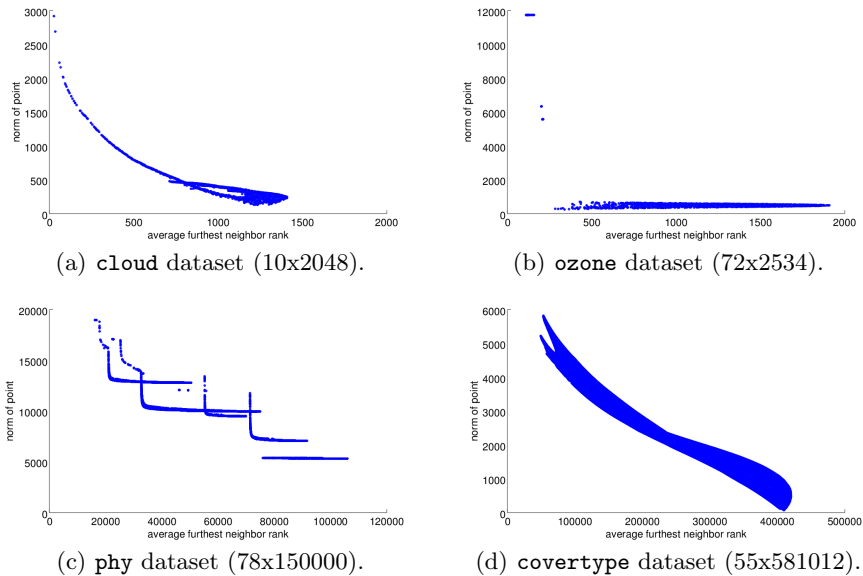 3000
2500
2000
1500
1000
500
0
norm of point
0 500 1000 1500 2000
average furthest neighbor rank
(a) cloud dataset (10x2048).
12000
10000
8000
6000
4000
2000
0
norm of point
0 500 1000 1500 2000
average furthest neighbor rank
(b) ozone dataset (72x2534).
20000
15000
10000
5000
0
norm of point
0 20000 40000 60000 80000 100000 120000
average furthest neighbor rank
(c) phy dataset (78x150000).
6000
5000
4000
3000
2000
1000
0
norm of point
0 100000 200000 300000 400000 500000
average furthest neighbor rank
(d) covertype dataset (55x581012).